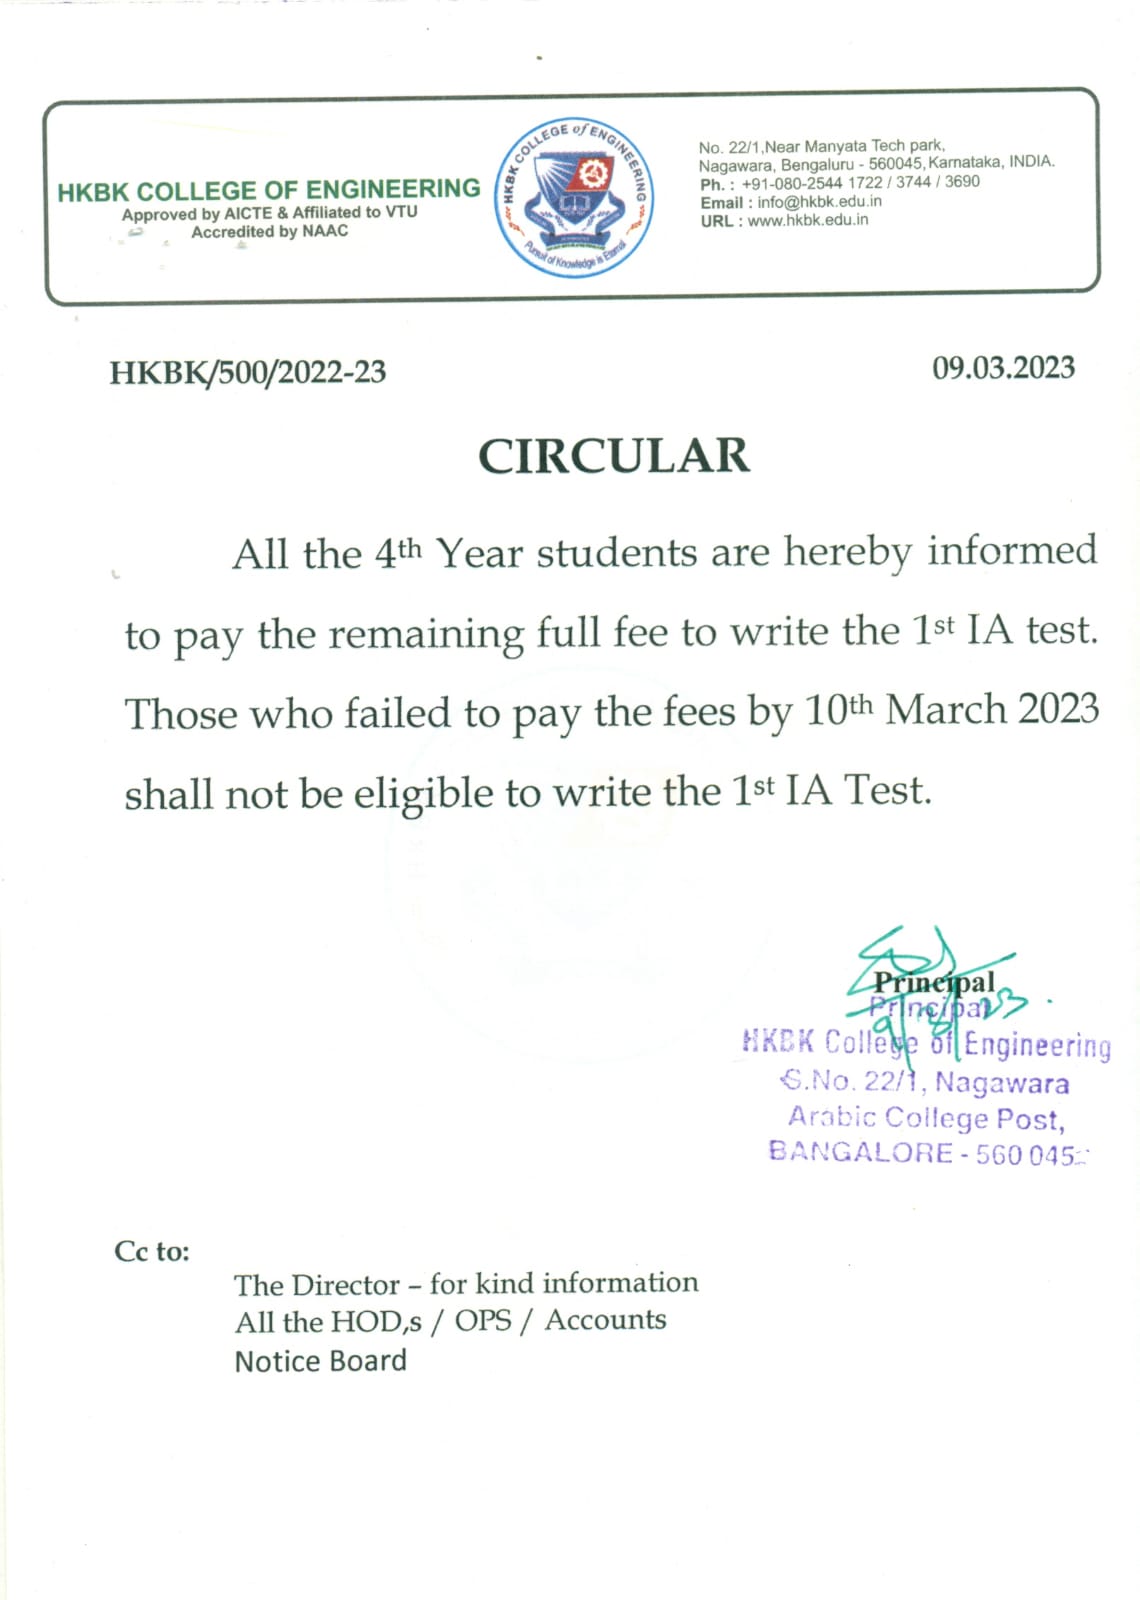 HKBK COLLEGE OF ENGINEERING
Approved by AICTE & Affiliated to VTU
Accredited by NAAC
HKBK COLLEGE of ENGINEERING
Pursuit of Knowledge is Eternal
No. 22/1,Near Manyata Tech park,
Nagawara, Bengaluru - 560045, Karnataka, INDIA.
Ph. : +91-080-2544 1722 / 3744 / 3690
Email : info@hkbk.edu.in
URL : www.hkbk.edu.in
HKBK/500/2022-23
09.03.2023
CIRCULAR
All the 4th Year students are hereby informed
to pay the remaining full fee to write the 1st IA test.
Those who failed to pay the fees by 10th March 2023
shall not be eligible to write the 1st IA Test.
Principal
Principal
HKBK College of Engineering
S.No. 22/1, Nagawara
Arabic College Post,
BANGALORE - 560 045
Cc to:
The Director – for kind information
All the HOD,s / OPS / Accounts
Notice Board